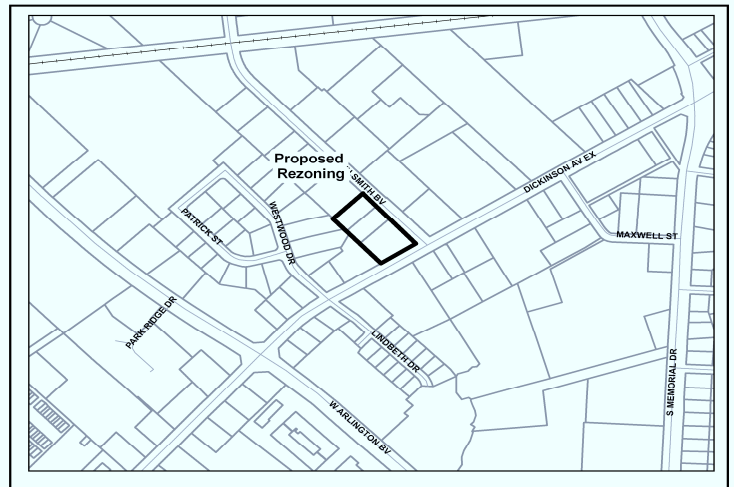 Proposed
Rezoning
SMITH BV
DICKINSON AV EX
WESTWOOD DR
PATRICK ST
MAXWELL ST
PARK RIDGE DR
LINDBETH DR
S MEMORIAL DR
W ARLINGTON BV